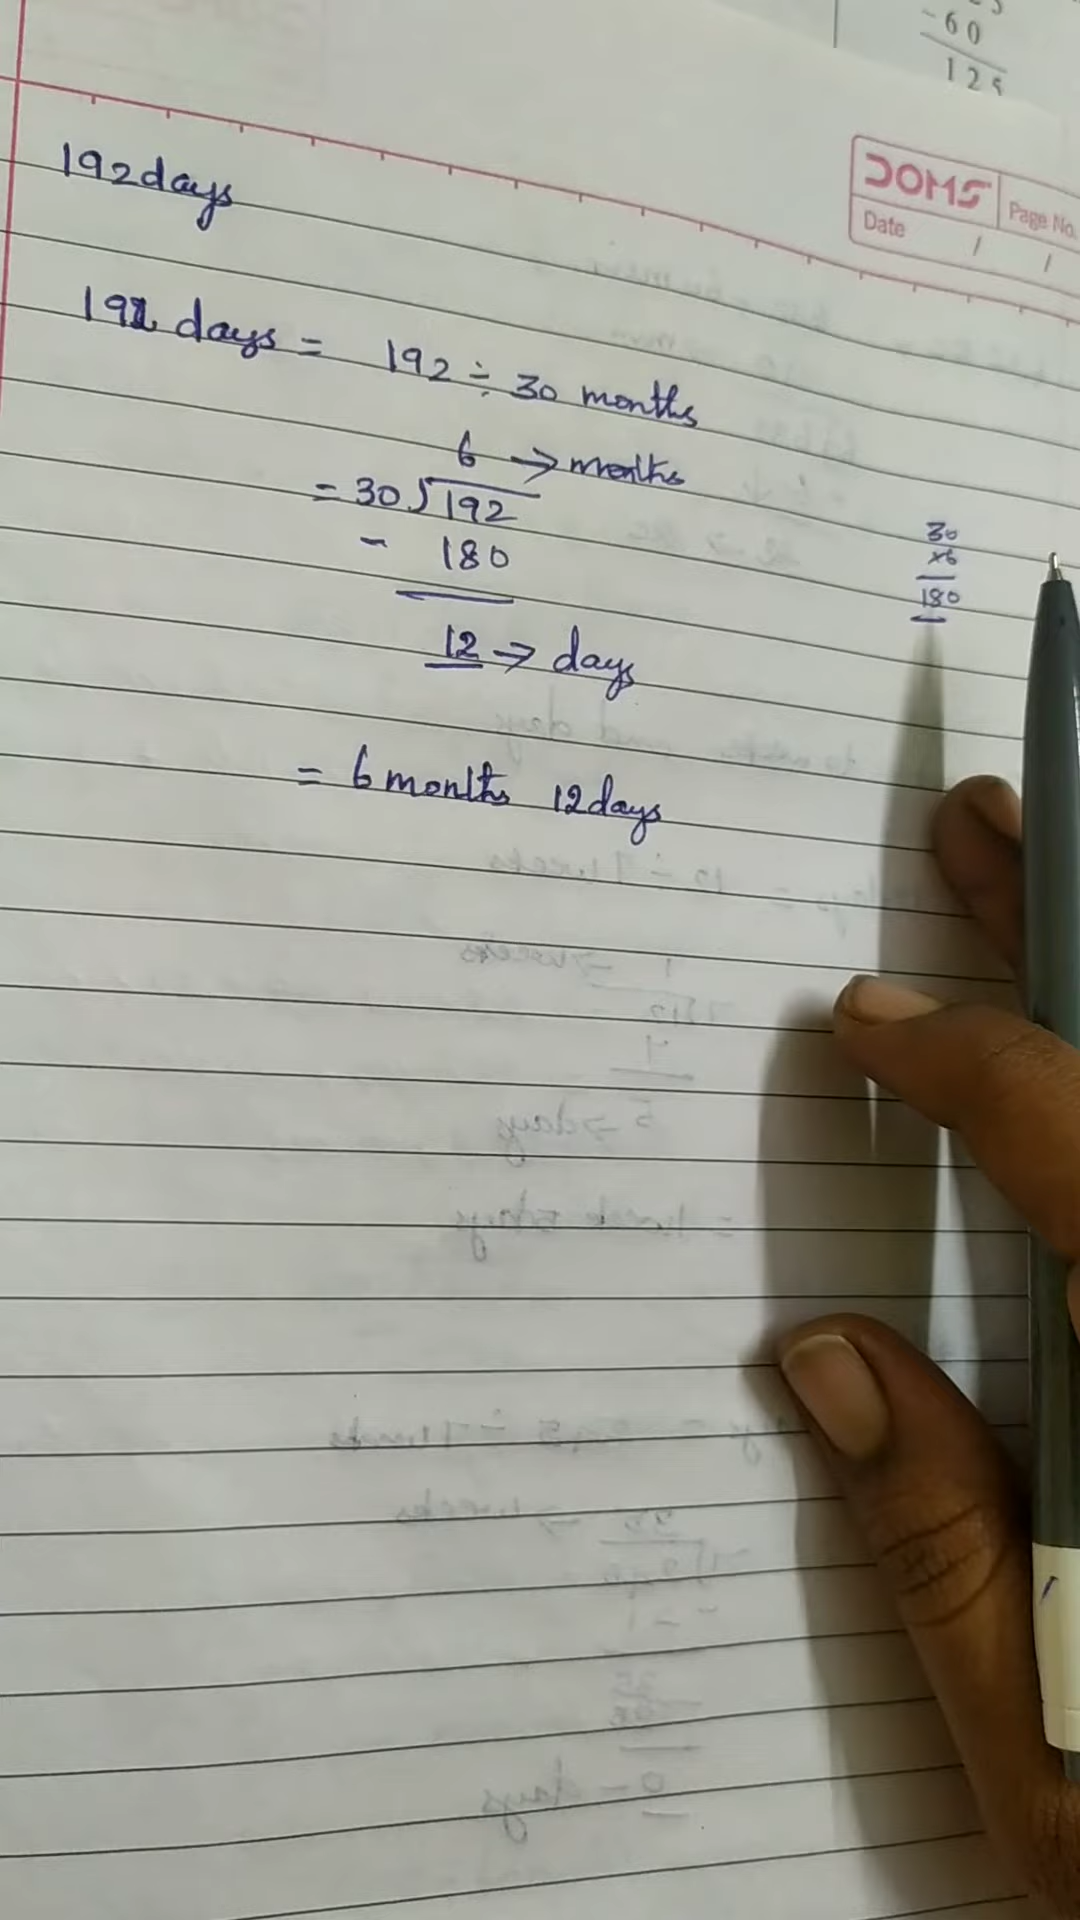 -60
125
DOMS
Page No.
Date / /
192days
192 days = 192 ÷ 30 months
6 → months
= 30√192
- 180
12 → days
= 6 months 12days
30
×6
180